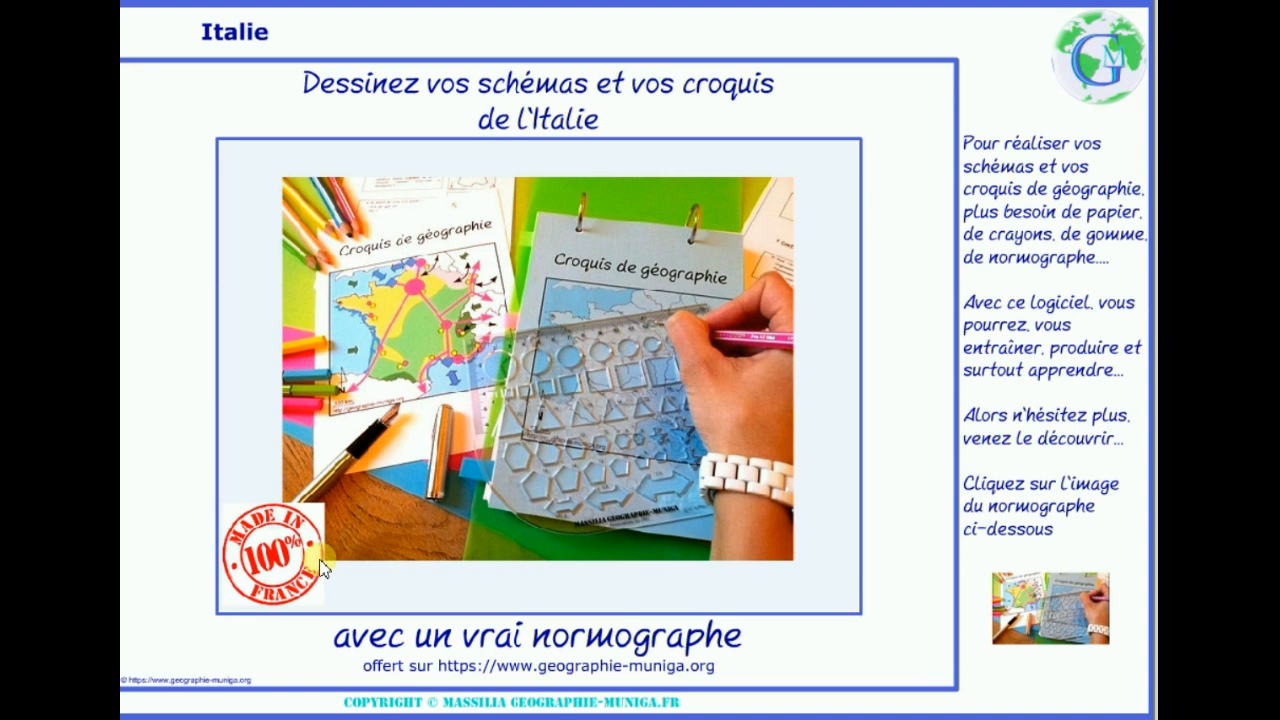 Italie
GM
Dessinez vos schémas et vos croquis
de l'Italie
Croquis de géographie
Croquis de géographie
MASSILIA GEOGRAPHIE-MUNIGA
MADE IN
100%
FRANCE
avec un vrai normographe
offert sur https://www.geographie-muniga.org
© https://www.geographie-muniga.org
COPYRIGHT © MASSILIA GEOGRAPHIE-MUNIGA.FR
Pour réaliser vos
schémas et vos
croquis de géographie,
plus besoin de papier,
de crayons, de gomme,
de normographe....
Avec ce logiciel, vous
pourrez, vous
entraîner, produire et
surtout apprendre...
Alors n'hésitez plus,
venez le découvrir...
Cliquez sur l'image
du normographe
ci-dessous